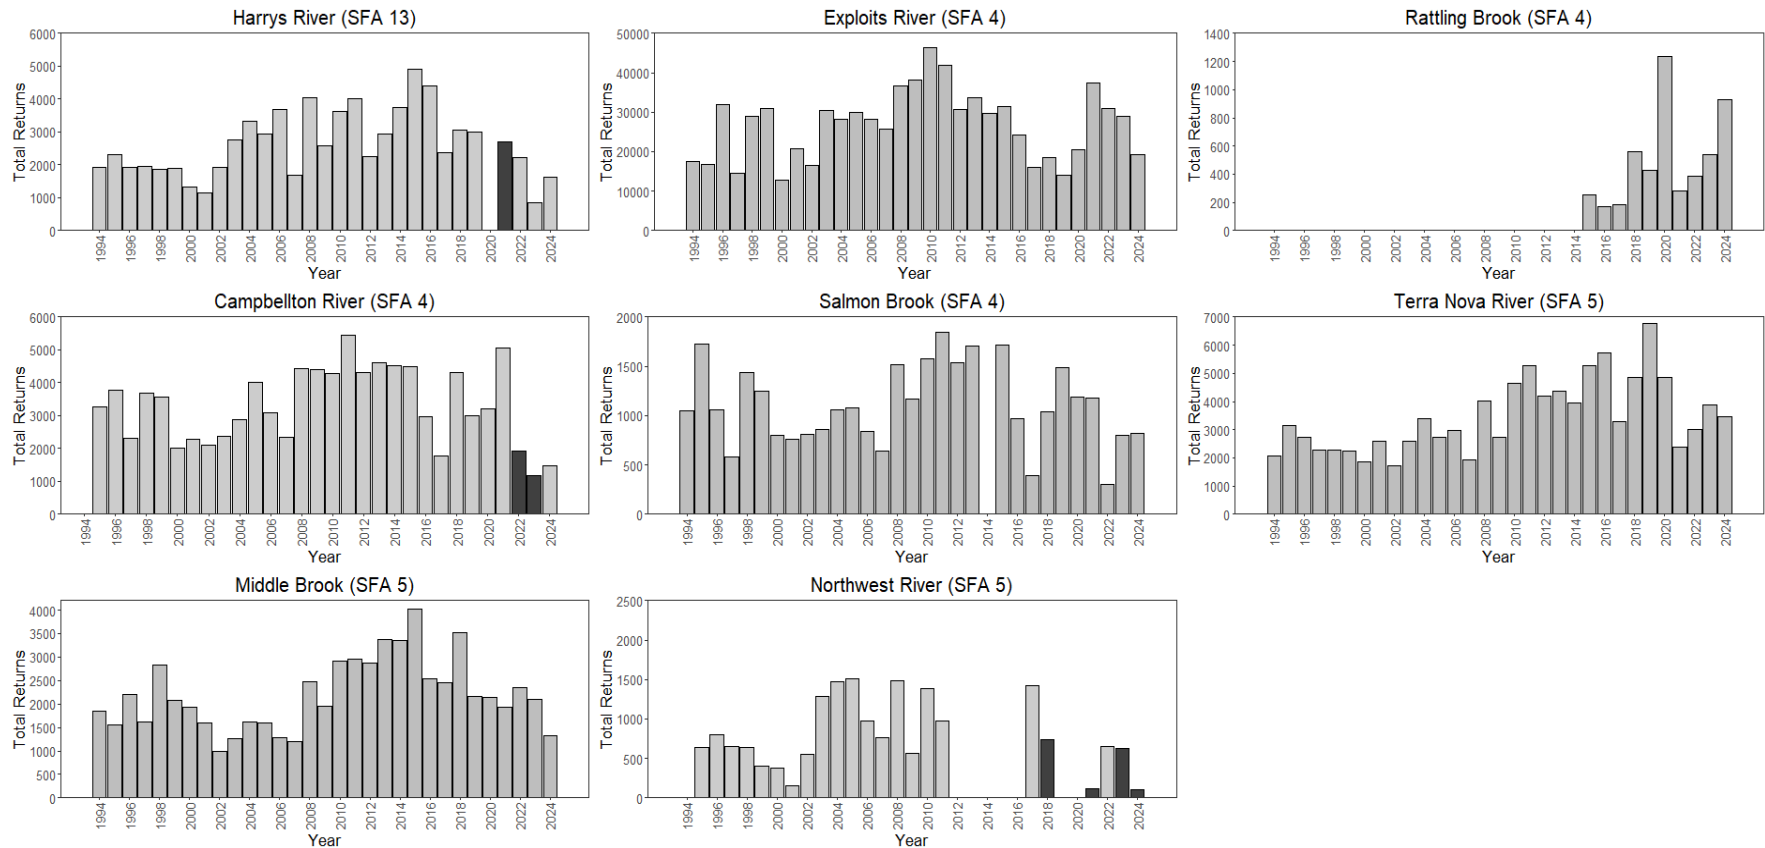 Harrys River (SFA 13)
Total Returns
6000
5000
4000
3000
2000
1000
0
1994 1996 1998 2000 2002 2004 2006 2008 2010 2012 2014 2016 2018 2020 2022 2024
Year
Exploits River (SFA 4)
Total Returns
50000
40000
30000
20000
10000
0
1994 1996 1998 2000 2002 2004 2006 2008 2010 2012 2014 2016 2018 2020 2022 2024
Year
Rattling Brook (SFA 4)
Total Returns
1400
1200
1000
800
600
400
200
0
1994 1996 1998 2000 2002 2004 2006 2008 2010 2012 2014 2016 2018 2020 2022 2024
Year
Campbellton River (SFA 4)
Total Returns
6000
5000
4000
3000
2000
1000
0
1994 1996 1998 2000 2002 2004 2006 2008 2010 2012 2014 2016 2018 2020 2022 2024
Year
Salmon Brook (SFA 4)
Total Returns
2000
1500
1000
500
0
1994 1996 1998 2000 2002 2004 2006 2008 2010 2012 2014 2016 2018 2020 2022 2024
Year
Terra Nova River (SFA 5)
Total Returns
7000
6000
5000
4000
3000
2000
1000
0
1994 1996 1998 2000 2002 2004 2006 2008 2010 2012 2014 2016 2018 2020 2022 2024
Year
Middle Brook (SFA 5)
Total Returns
4000
3500
3000
2500
2000
1500
1000
500
0
1994 1996 1998 2000 2002 2004 2006 2008 2010 2012 2014 2016 2018 2020 2022 2024
Year
Northwest River (SFA 5)
Total Returns
2500
2000
1500
1000
500
0
1994 1996 1998 2000 2002 2004 2006 2008 2010 2012 2014 2016 2018 2020 2022 2024
Year